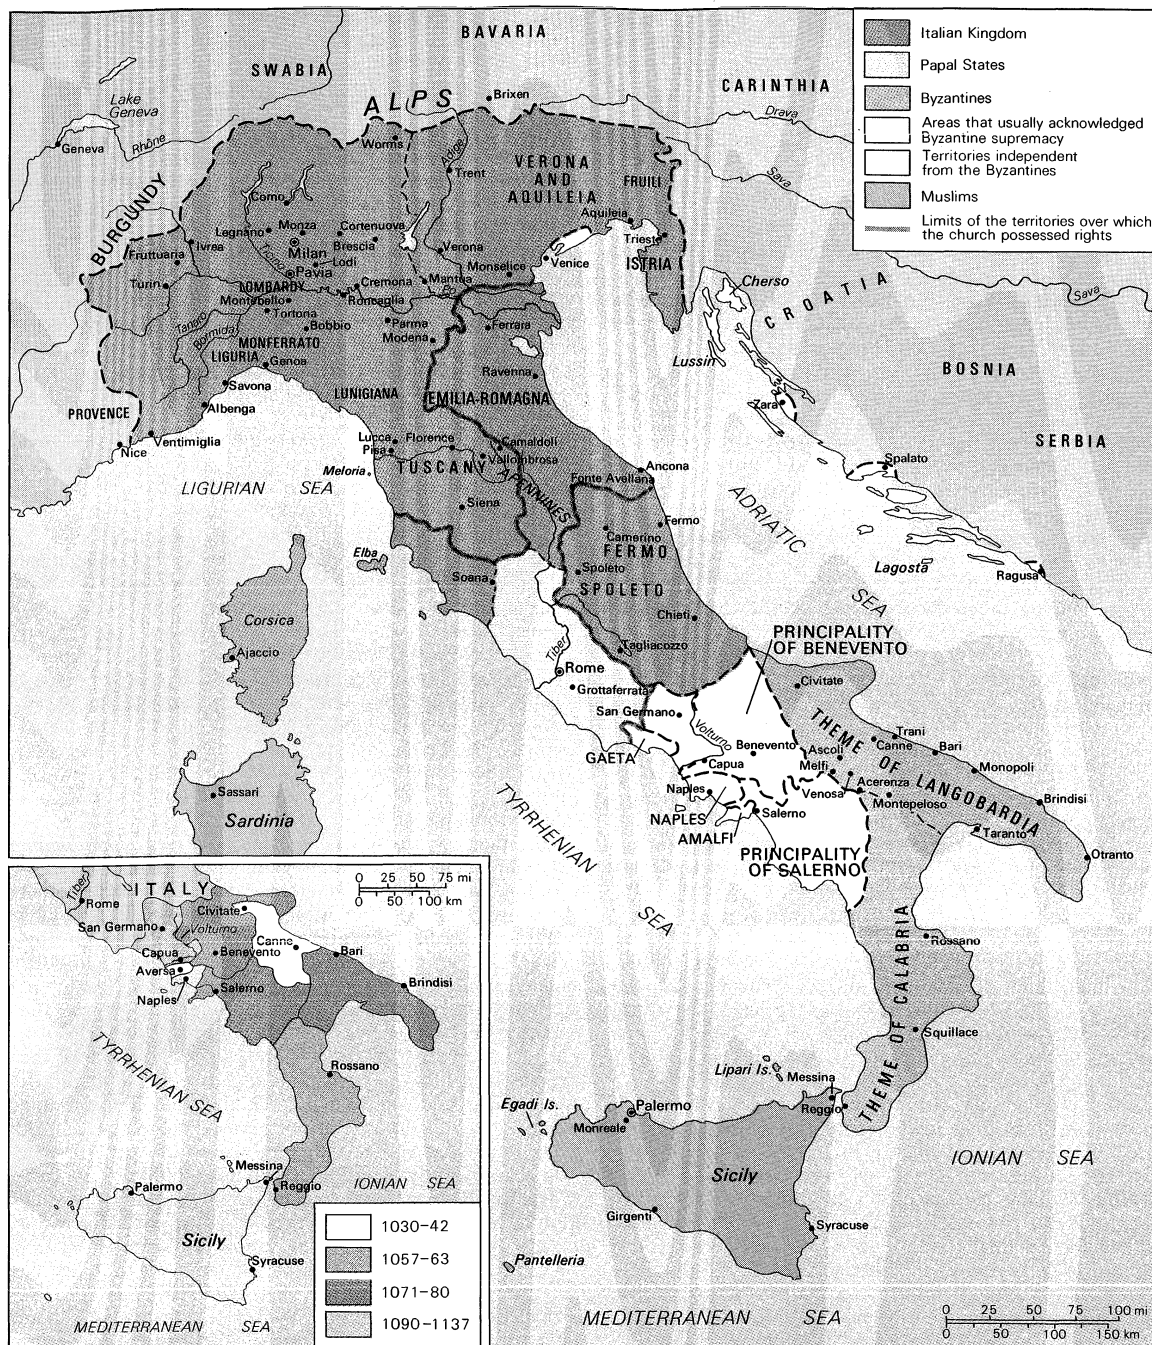 BAVARIA
SWABIA
CARINTHIA
ALPS
Brixen
Lake
Geneva
Geneva
Rhône
Drava
Sava
Worms
Adige
Trent
VERONA
AND
AQUILEIA
FRUILI
BURGUNDY
Como
Aquileia
Legnano
Monza
Cortenuova
Trieste
Ivrea
Milan
Brescia
Verona
Fruttuaria
Lodi
Monselice
Venice
ISTRIA
Ticino
Pavia
Turin
LOMBARDY
Cremona
Mantua
Po
Cherso
CROATIA
Sava
Montebello
Roncaglia
Tortona
Tanaro
Bobbio
Parma
Ferrara
Bormida
MONFERRATO
Modena
LIGURIA
Genoa
Lussin
BOSNIA
Ravenna
Savona
LUNIGIANA
EMILIA-ROMAGNA
Zara
PROVENCE
Albenga
SERBIA
Nice
Ventimiglia
Lucca
Florence
Camaldoli
Pisa
TUSCANY
Vallombrosa
Spalato
Meloria
APENNINES
Ancona
Fonte Avellana
LIGURIAN SEA
Siena
ADRIATIC
SEA
Fermo
Camerino
FERMO
Elba
Lagosta
Ragusa
Soana
Spoleto
SPOLETO
Corsica
Chieti
PRINCIPALITY
OF BENEVENTO
Ajaccio
Tiber
Tagliacozzo
Rome
Civitate
Grottaferrata
San Germano
THEME OF LANGOBARDIA
Volturno
Trani
Canne
Bari
GAETA
Benevento
Ascoli
Capua
Melfi
Monopoli
Sassari
Naples
Venosa
Acerenza
Brindisi
Sardinia
NAPLES
Salerno
Montepeloso
AMALFI
Taranto
TYRRHENIAN
SEA
PRINCIPALITY
OF SALERNO
Otranto
Rossano
THEME OF CALABRIA
Squillace
Lipari Is.
Messina
Reggio
Egadi Is.
Palermo
Monreale
Sicily
IONIAN SEA
Girgenti
Syracuse
Pantelleria
MEDITERRANEAN SEA
0 25 50 75 100 mi
0 50 100 150 km
Italian Kingdom
Papal States
Byzantines
Areas that usually acknowledged
Byzantine supremacy
Territories independent
from the Byzantines
Muslims
Limits of the territories over which
the church possessed rights
ITALY
0 25 50 75 mi
0 50 100 km
Tiber
Rome
Civitate
San Germano
Volturno
Canne
Capua
Benevento
Bari
Aversa
Naples
Salerno
Brindisi
TYRRHENIAN SEA
Rossano
Messina
Palermo
Reggio
IONIAN SEA
Sicily
Syracuse
MEDITERRANEAN SEA
1030–42
1057–63
1071–80
1090–1137